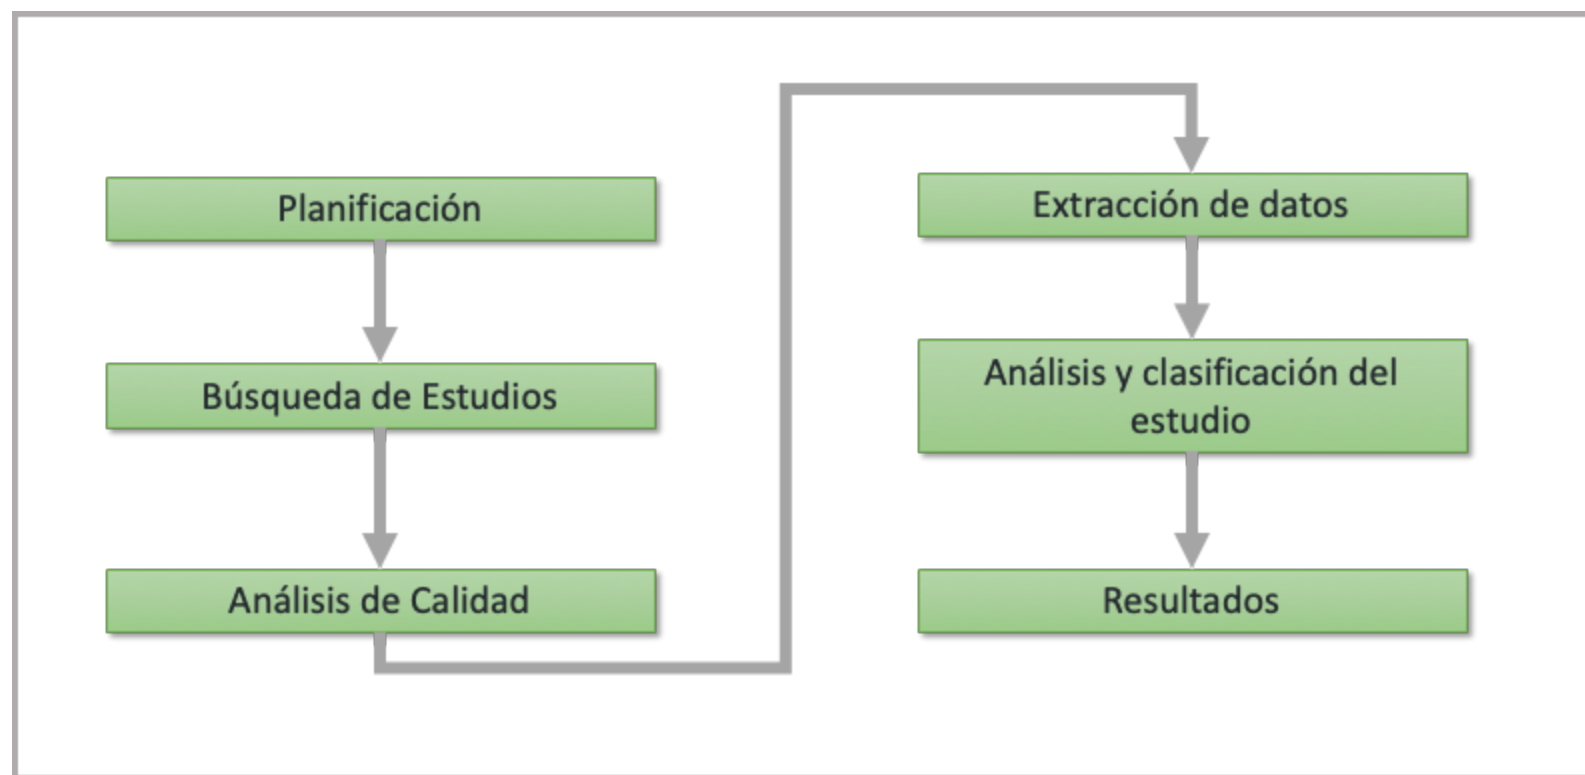 Planificación
Búsqueda de Estudios
Análisis de Calidad
Extracción de datos
Análisis y clasificación del
estudio
Resultados